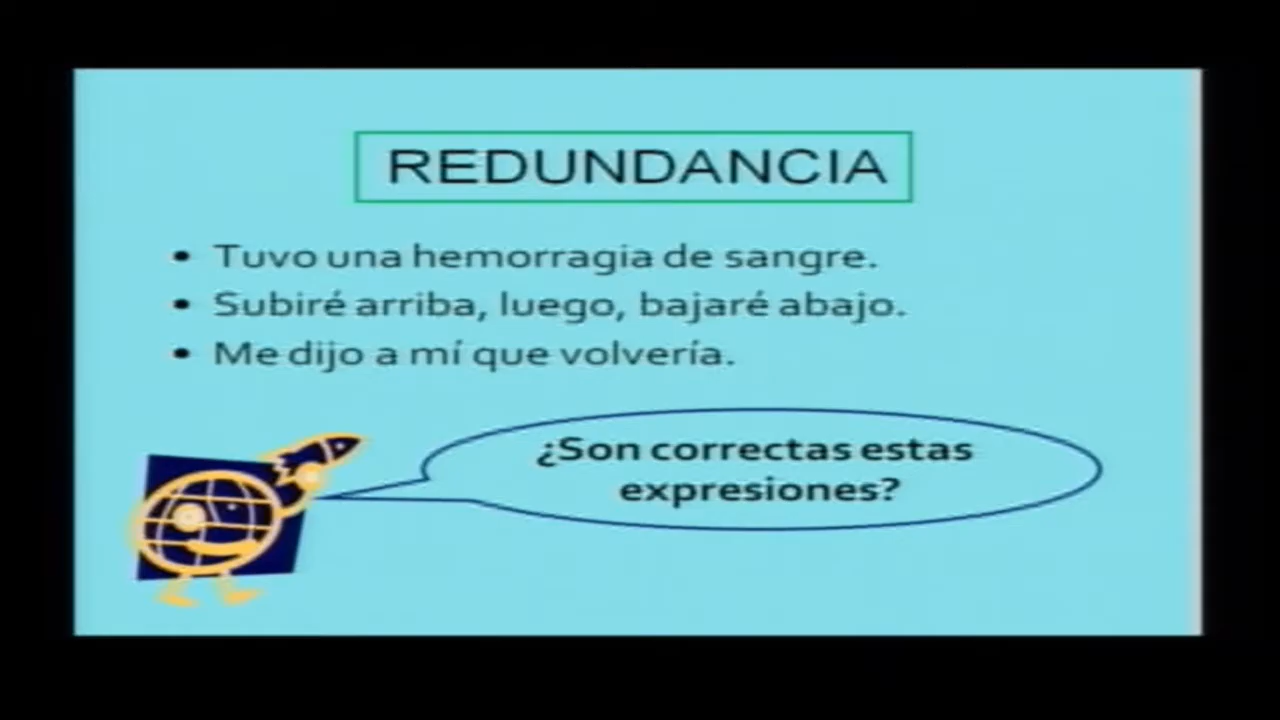 REDUNDANCIA
• Tuvo una hemorragia de sangre.
• Subiré arriba, luego, bajaré abajo.
• Me dijo a mí que volvería.
¿Son correctas estas
expresiones?